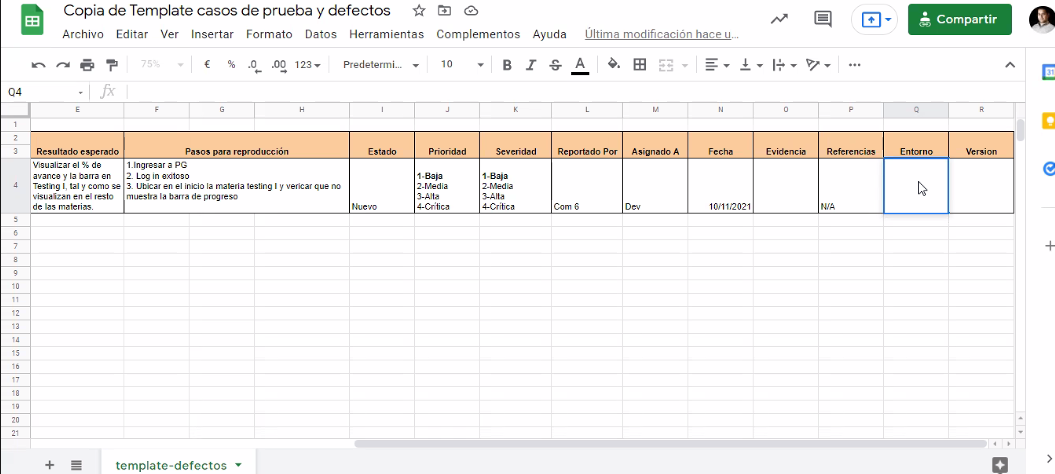 Copia de Template casos de prueba y defectos
Archivo Editar Ver Insertar Formato Datos Herramientas Complementos Ayuda Última modificación hace u...
Compartir
75% € % .0 .00 123 Predetermi... 10 B I S A
Q4 fx
E F G H I J K L M N O P Q R
1
2
3 Resultado esperado Pasos para reproducción Estado Prioridad Severidad Reportado Por Asignado A Fecha Evidencia Referencias Entorno Version
4
Visualizar el % de
avance y la barra en
Testing I, tal y como se
visualizan en el resto
de las materias.
1.Ingresar a PG
2. Log in exitoso
3. Ubicar en el inicio la materia testing I y vericar que no
muestra la barra de progreso
Nuevo
1-Baja
2-Media
3-Alta
4-Crítica
1-Baja
2-Media
3-Alta
4-Crítica
Com 6
Dev
10/11/2021
N/A
5
6
7
8
9
10
11
12
13
14
15
16
17
18
19
20
21
template-defectos
31